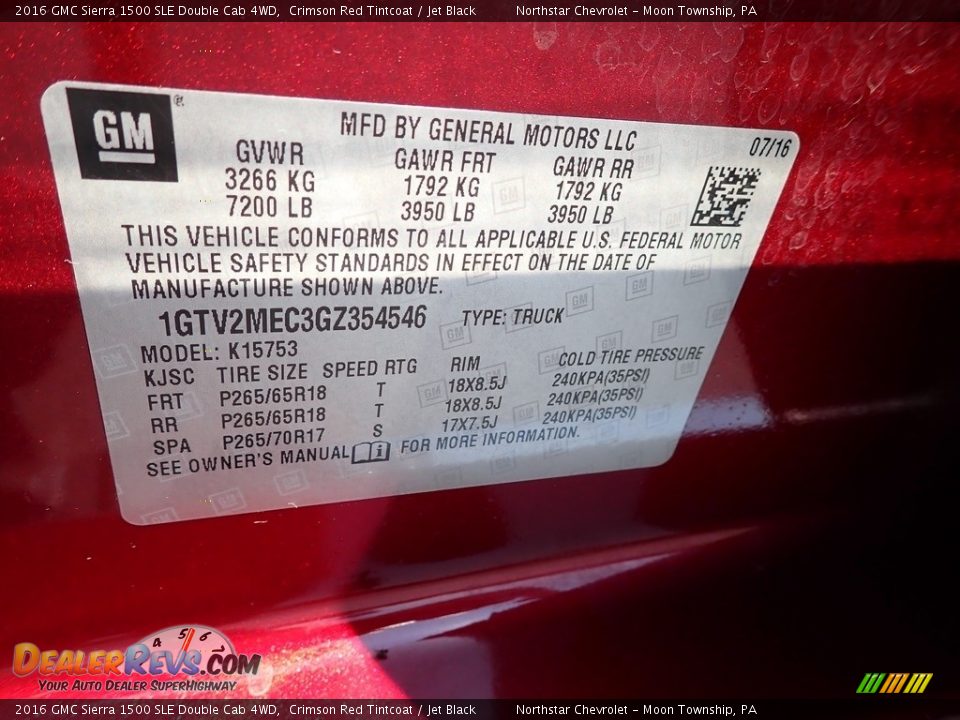 2016 GMC Sierra 1500 SLE Double Cab 4WD, Crimson Red Tintcoat / Jet Black Northstar Chevrolet - Moon Township, PA
GM ®
MFD BY GENERAL MOTORS LLC 07/16
GVWR GAWR FRT GAWR RR
3266 KG 1792 KG 1792 KG
7200 LB 3950 LB 3950 LB
THIS VEHICLE CONFORMS TO ALL APPLICABLE U.S. FEDERAL MOTOR
VEHICLE SAFETY STANDARDS IN EFFECT ON THE DATE OF
MANUFACTURE SHOWN ABOVE.
1GTV2MEC3GZ354546 TYPE: TRUCK
MODEL: K15753
KJSC TIRE SIZE SPEED RTG RIM COLD TIRE PRESSURE
FRT P265/65R18 T 18X8.5J 240KPA(35PSI)
RR P265/65R18 T 18X8.5J 240KPA(35PSI)
SPA P265/70R17 S 17X7.5J 240KPA(35PSI)
SEE OWNER'S MANUAL i FOR MORE INFORMATION.
4 5 6
DEALERREVS.COM
YOUR AUTO DEALER SUPERHIGHWAY
2016 GMC Sierra 1500 SLE Double Cab 4WD, Crimson Red Tintcoat / Jet Black Northstar Chevrolet - Moon Township, PA